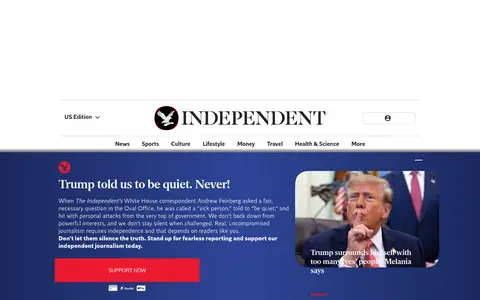 US Edition
INDEPENDENT
News Sports Culture Lifestyle Money Travel Health & Science More
Trump told us to be quiet. Never!
When The Independent's White House correspondent Andrew Feinberg asked a fair,
necessary question in the Oval Office, he was called a "sick person," told to "be quiet," and
hit with personal attacks from the very top of government. We don't back down from
powerful interests, and we don't stay silent when challenged. Real, uncompromised
journalism requires independence and that depends on readers like you.
Don't let them silence the truth. Stand up for fearless reporting and support our
independent journalism today.
SUPPORT NOW
Trump surrounds himself with
too many 'yes' people, Melania
says